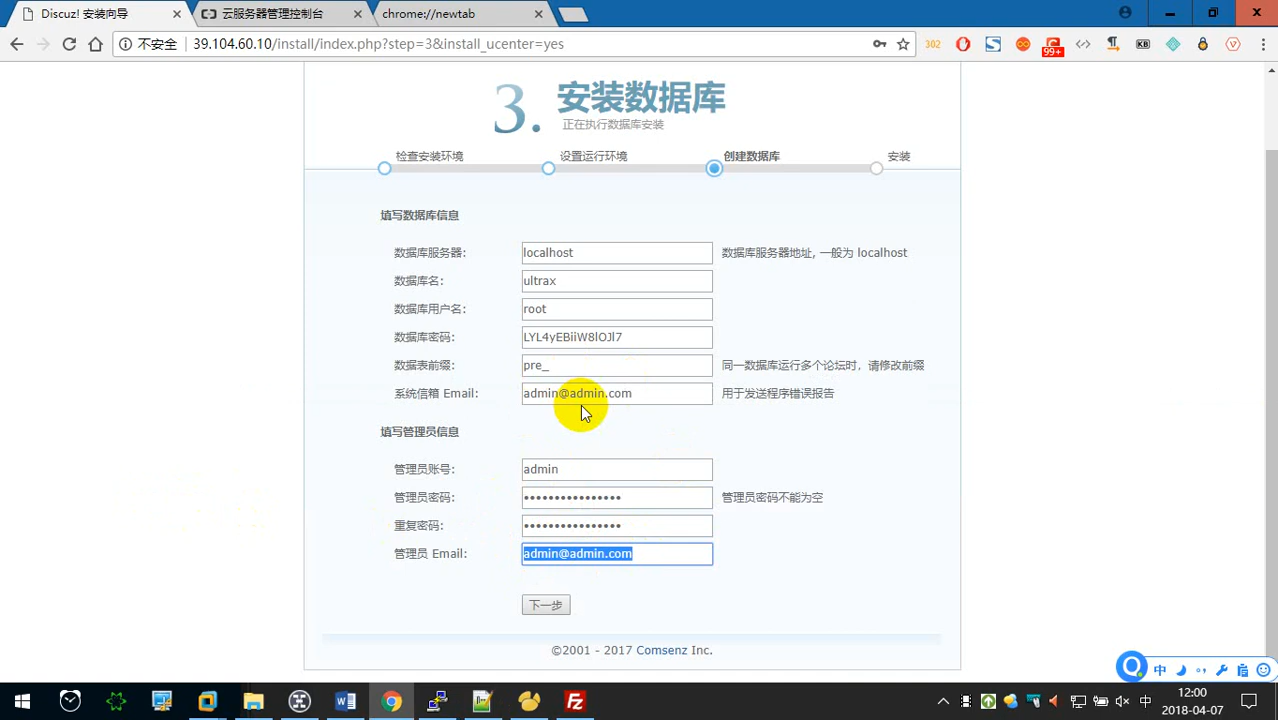 Discuz! 安装向导
云服务器管理控制台
chrome://newtab
不安全
39.104.60.10/install/index.php?step=3&install_ucenter=yes
302
99+
KB
3.
安装数据库
正在执行数据库安装
检查安装环境
设置运行环境
创建数据库
安装
填写数据库信息
数据库服务器:
localhost
数据库服务器地址, 一般为 localhost
数据库名:
ultrax
数据库用户名:
root
数据库密码:
LYL4yEBiiW8lOJl7
数据表前缀:
pre_
同一数据库运行多个论坛时，请修改前缀
系统信箱 Email:
admin@admin.com
用于发送程序错误报告
填写管理员信息
管理员账号:
admin
管理员密码:
••••••••••••••••
管理员密码不能为空
重复密码:
••••••••••••••••
管理员 Email:
admin@admin.com
下一步
©2001 - 2017 Comsenz Inc.
中
中
12:00
2018-04-07